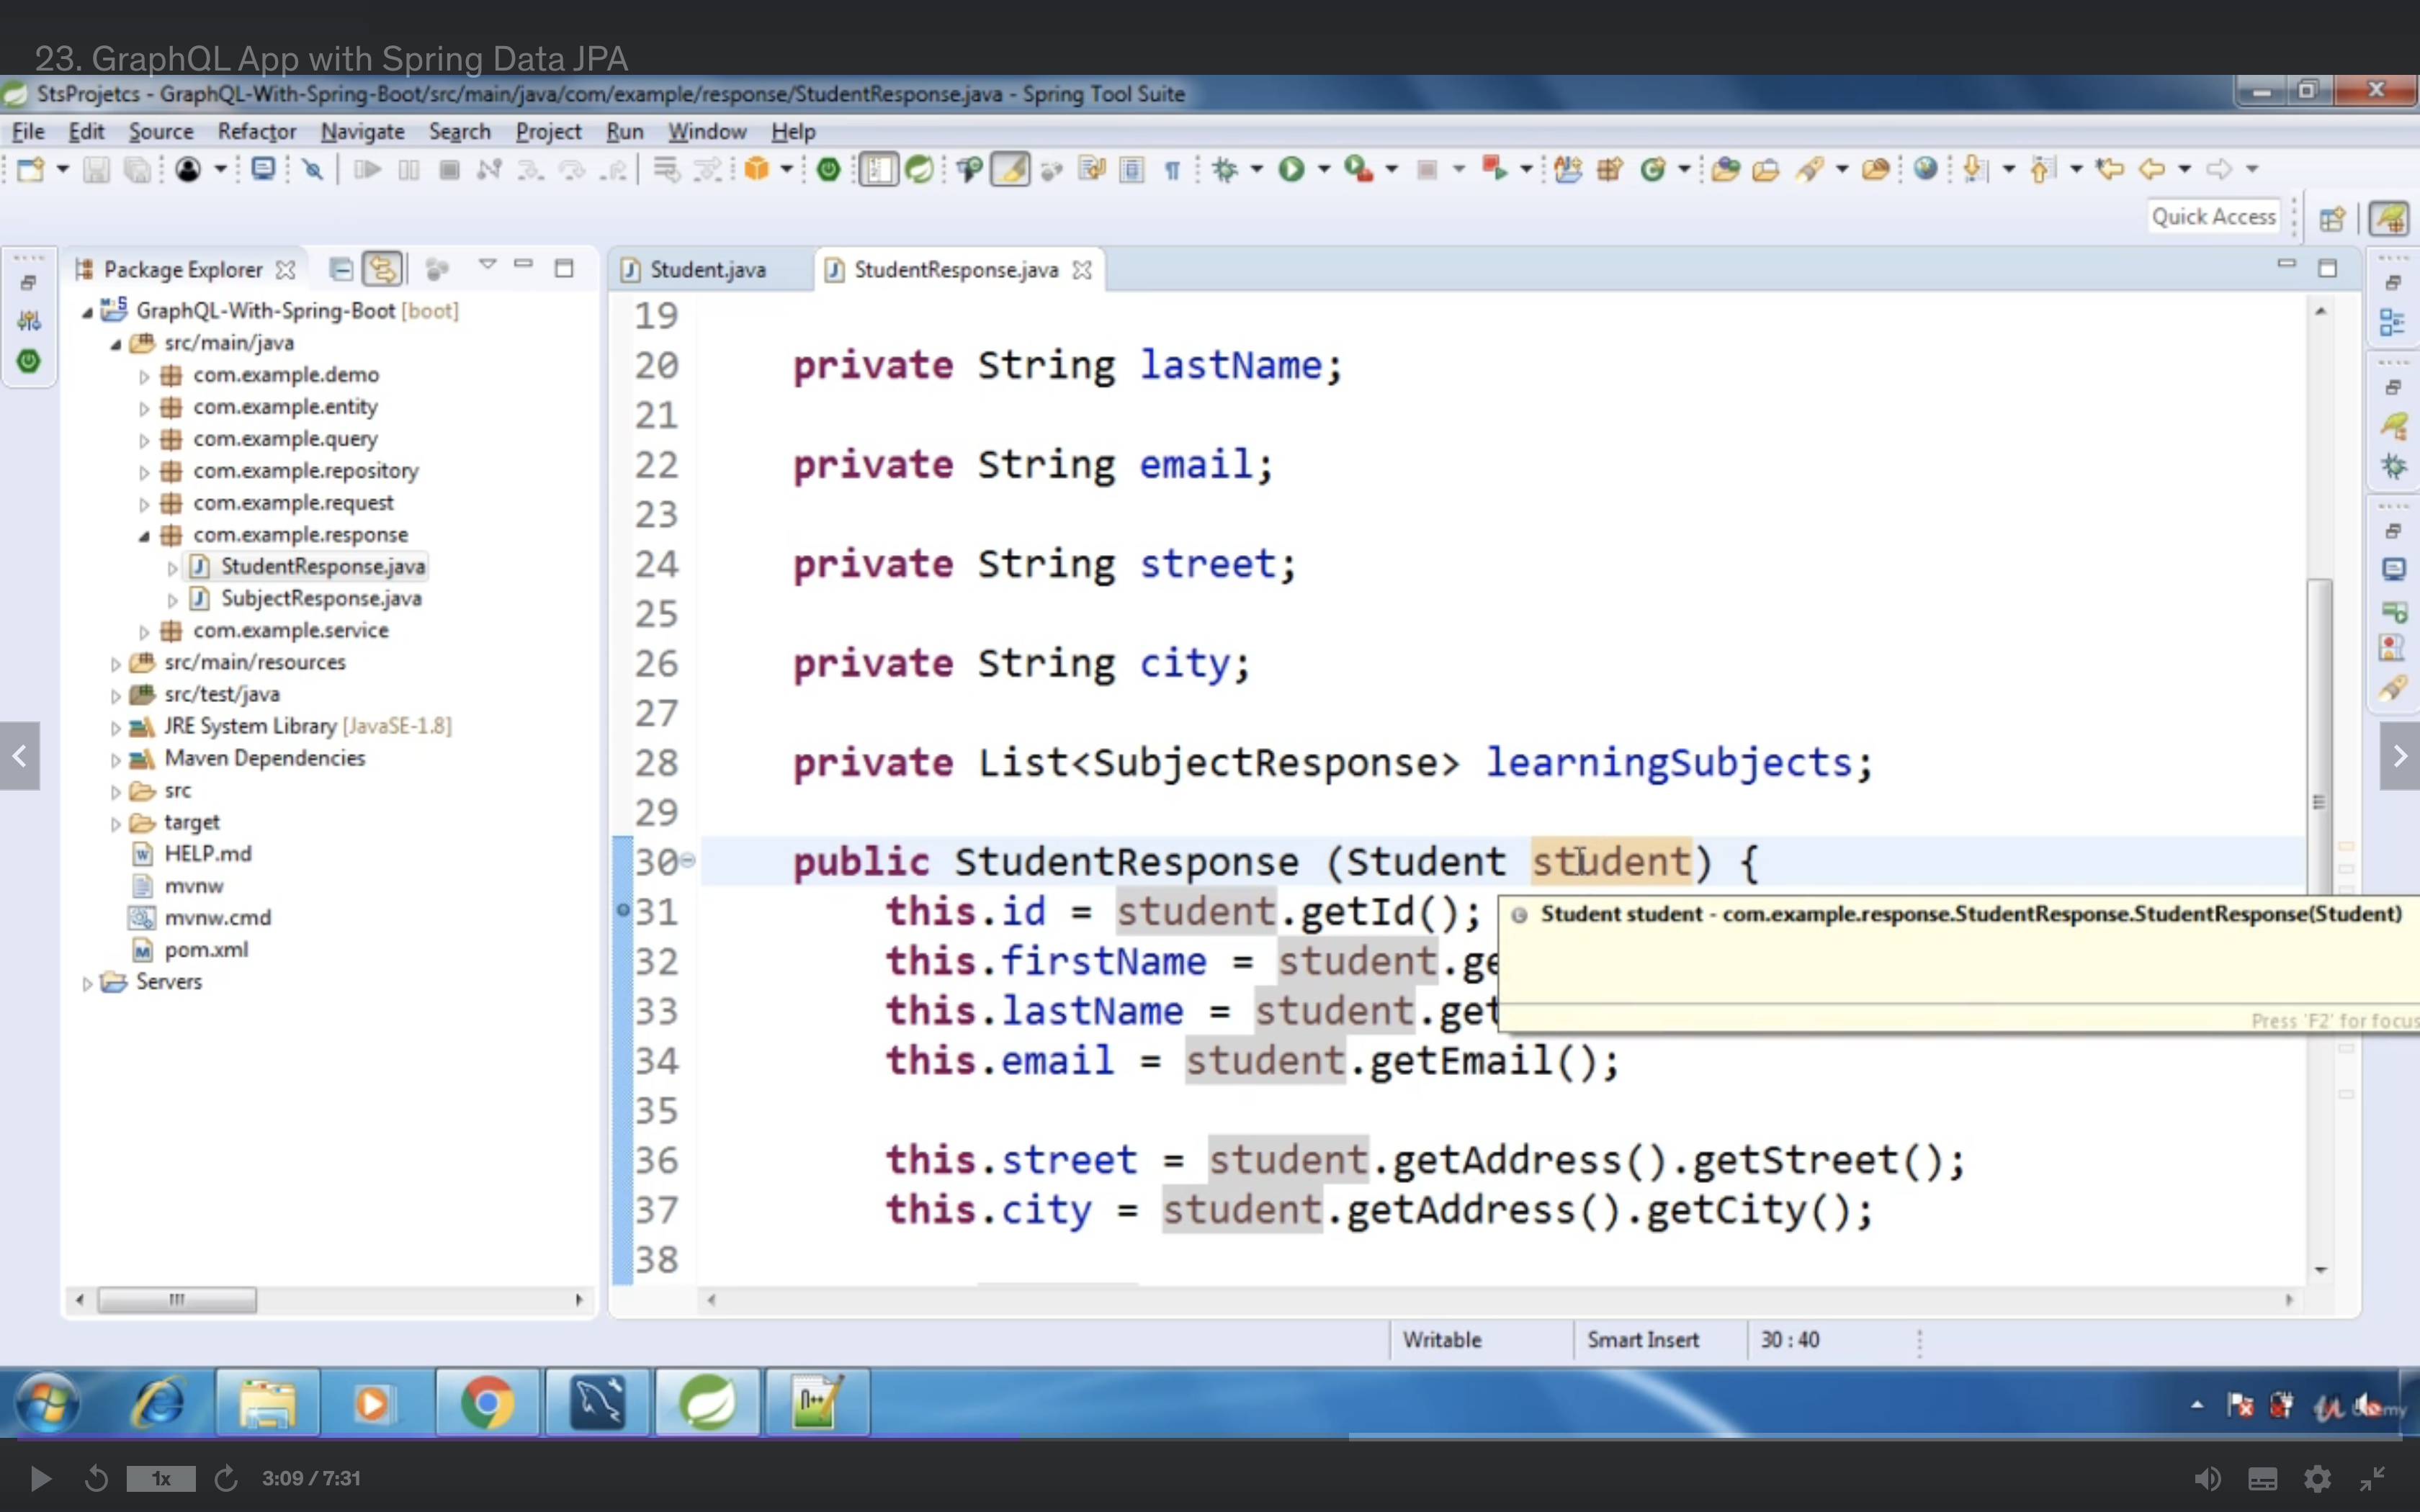 23. GraphQL App with Spring Data JPA
StsProjetcs - GraphQL-With-Spring-Boot/src/main/java/com/example/response/StudentResponse.java - Spring Tool Suite
File Edit Source Refactor Navigate Search Project Run Window Help
Quick Access
Package Explorer
GraphQL-With-Spring-Boot [boot]
src/main/java
com.example.demo
com.example.entity
com.example.query
com.example.repository
com.example.request
com.example.response
StudentResponse.java
SubjectResponse.java
com.example.service
src/main/resources
src/test/java
JRE System Library [JavaSE-1.8]
Maven Dependencies
src
target
HELP.md
mvnw
mvnw.cmd
pom.xml
Servers
Student.java StudentResponse.java
19
20 private String lastName;
21
22 private String email;
23
24 private String street;
25
26 private String city;
27
28 private List<SubjectResponse> learningSubjects;
29
30 public StudentResponse (Student student) {
31 this.id = student.getId();
32 this.firstName = student.ge
33 this.lastName = student.get
34 this.email = student.getEmail();
35
36 this.street = student.getAddress().getStreet();
37 this.city = student.getAddress().getCity();
38
Student student - com.example.response.StudentResponse.StudentResponse(Student)
Press 'F2' for focus
Writable Smart Insert 30 : 40
1x 3:09 / 7:31